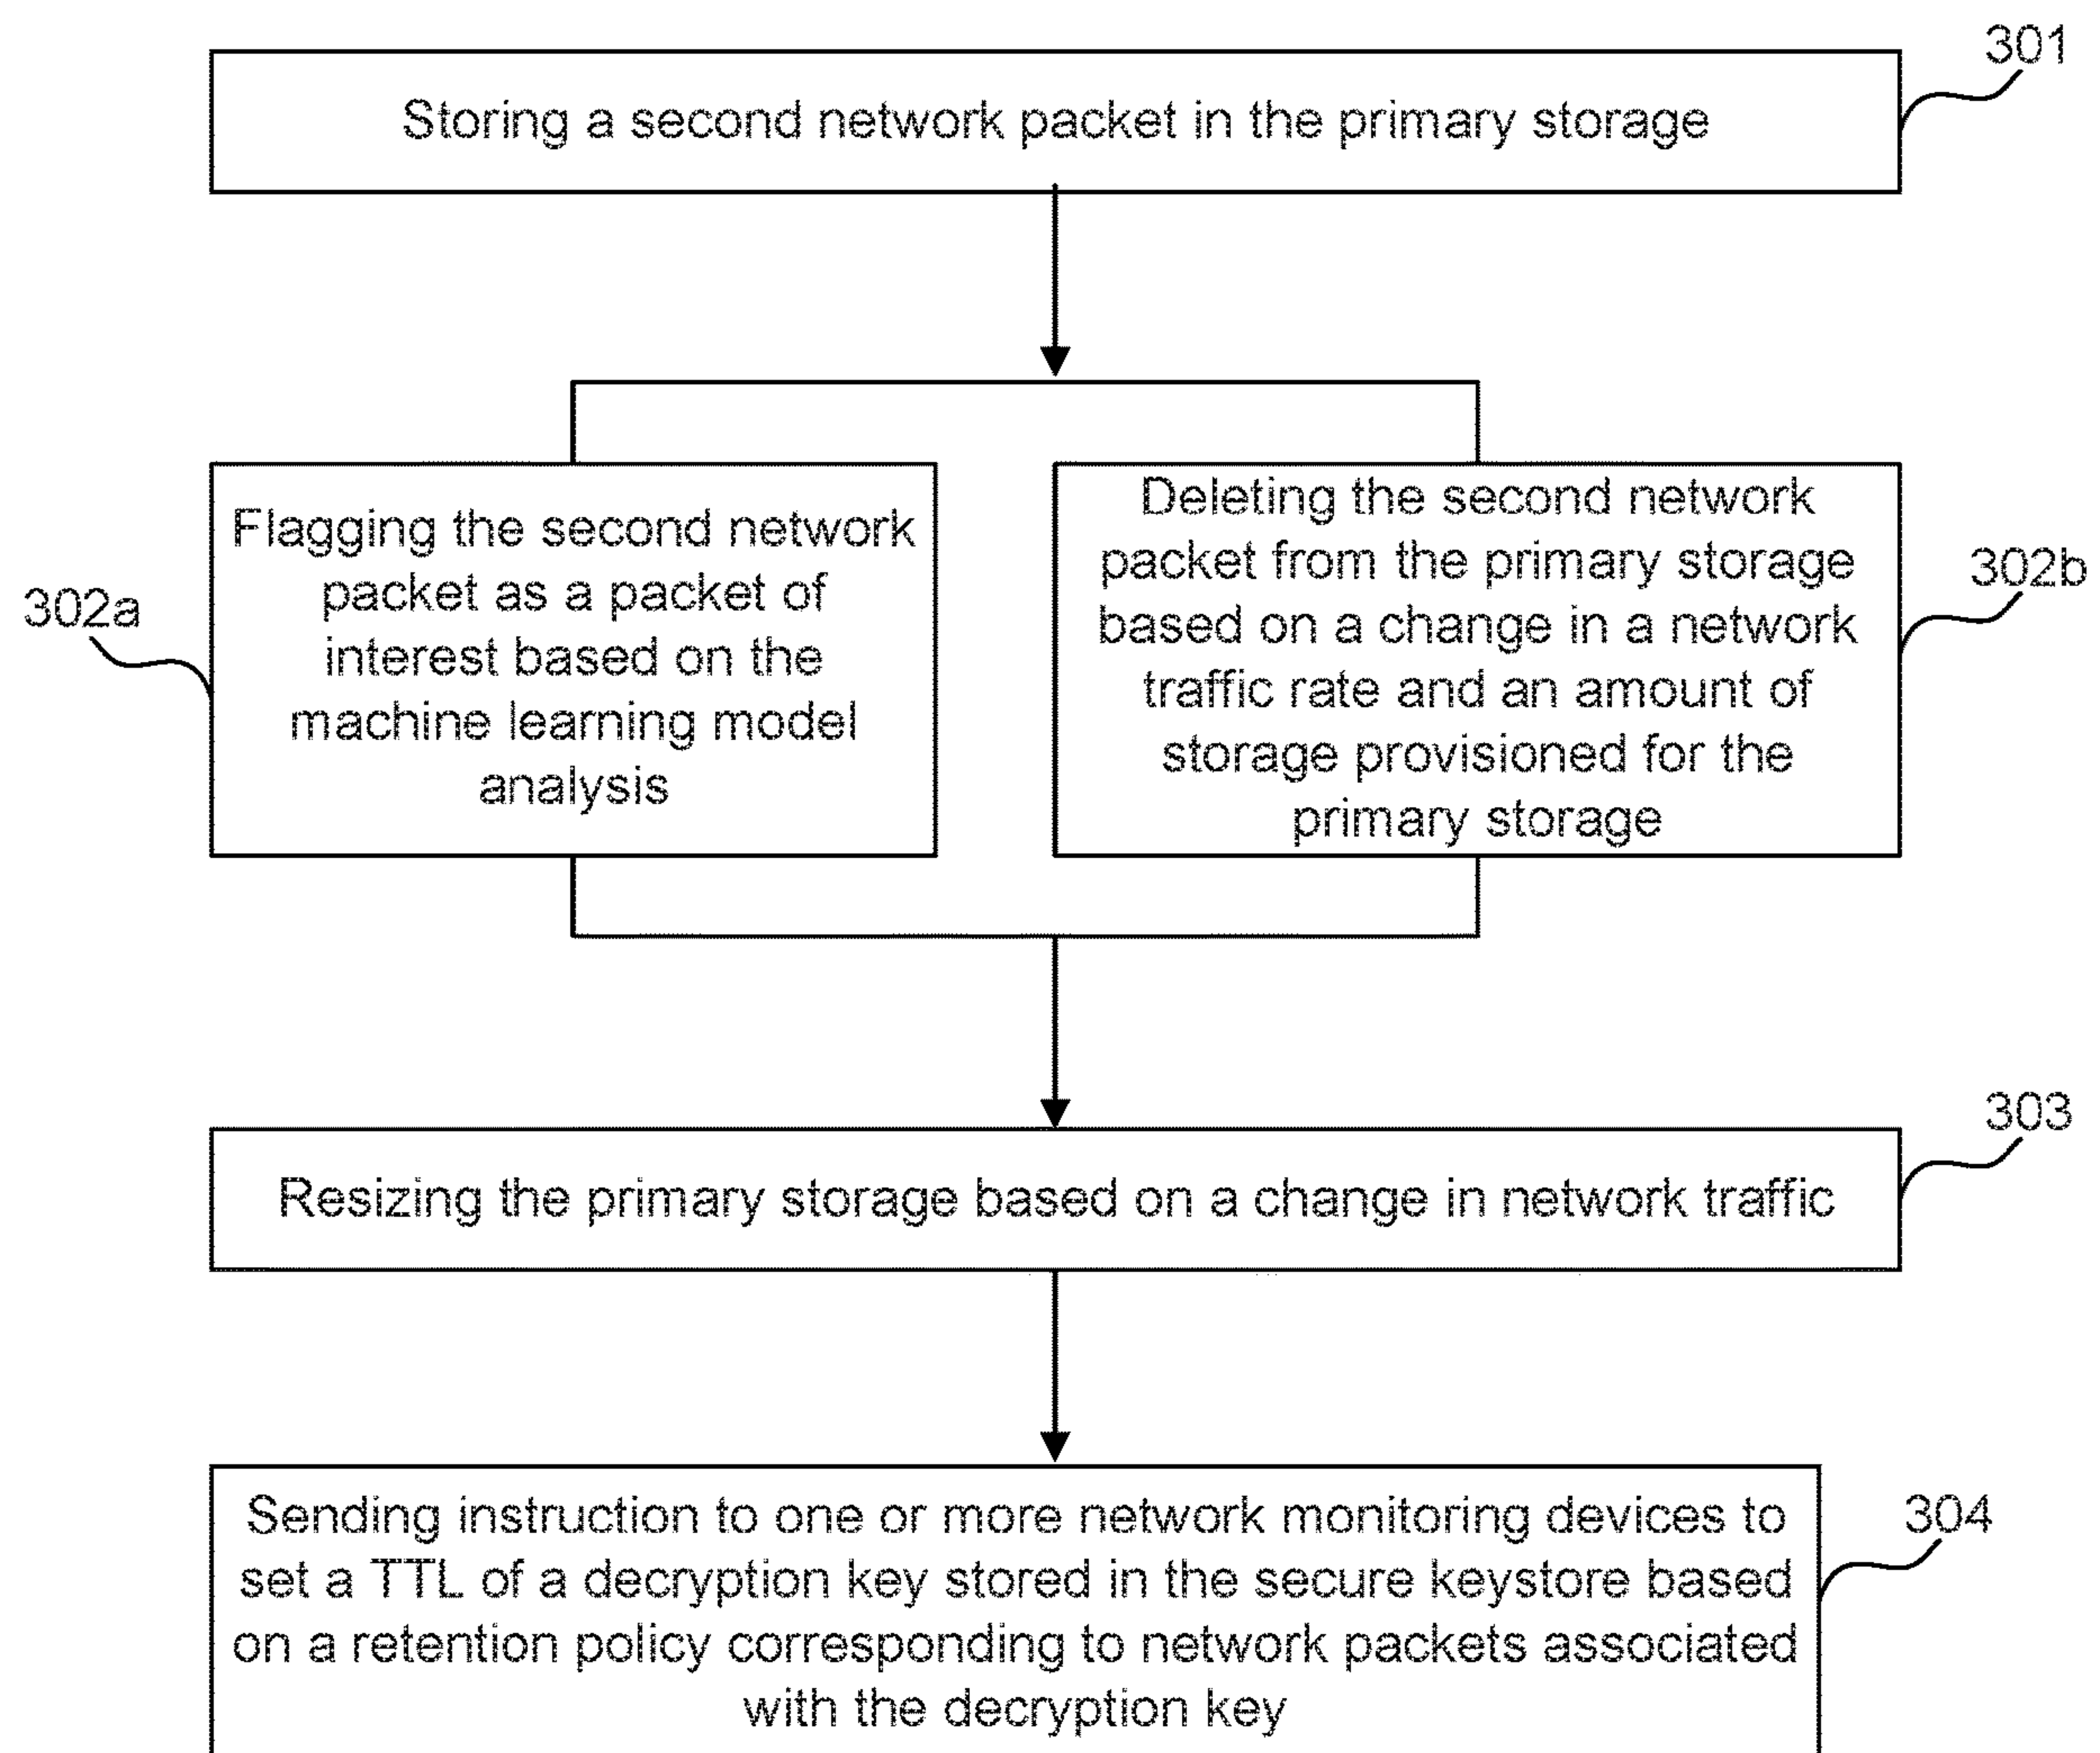 301
Storing a second network packet in the primary storage
302a
Flagging the second network
packet as a packet of
interest based on the
machine learning model
analysis
302b
Deleting the second network
packet from the primary storage
based on a change in a network
traffic rate and an amount of
storage provisioned for the
primary storage
303
Resizing the primary storage based on a change in network traffic
304
Sending instruction to one or more network monitoring devices to
set a TTL of a decryption key stored in the secure keystore based
on a retention policy corresponding to network packets associated
with the decryption key